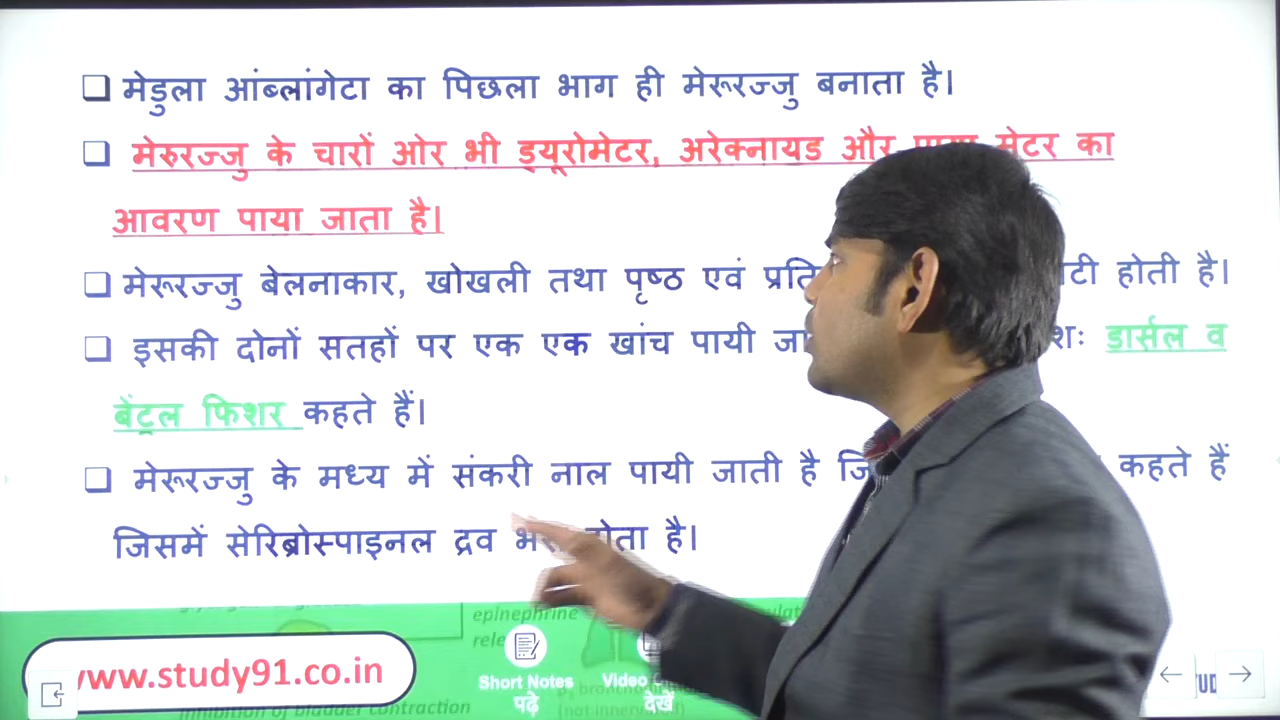 मेडुला आंब्लांगेटा का पिछला भाग ही मेरूरज्जु बनाता है।
मेरुरज्जु के चारों ओर भी ड्यूरोमेटर, अरेक्नायड और मेटर का
आवरण पाया जाता है।
मेरूरज्जु बेलनाकार, खोखली तथा पृष्ठ एवं होती है।
इसकी दोनों सतहों पर एक एक खांच पायी डार्सल व
बेंट्रल फिशर कहते हैं।
मेरूरज्जु के मध्य में संकरी नाल पायी जाती है कहते हैं
जिसमें सेरिब्रोस्पाइनल द्रव होता है।
epinephrine
www.study91.co.in
Short Notes
पढ़े
Video
देखें
inhibition of bladder contraction